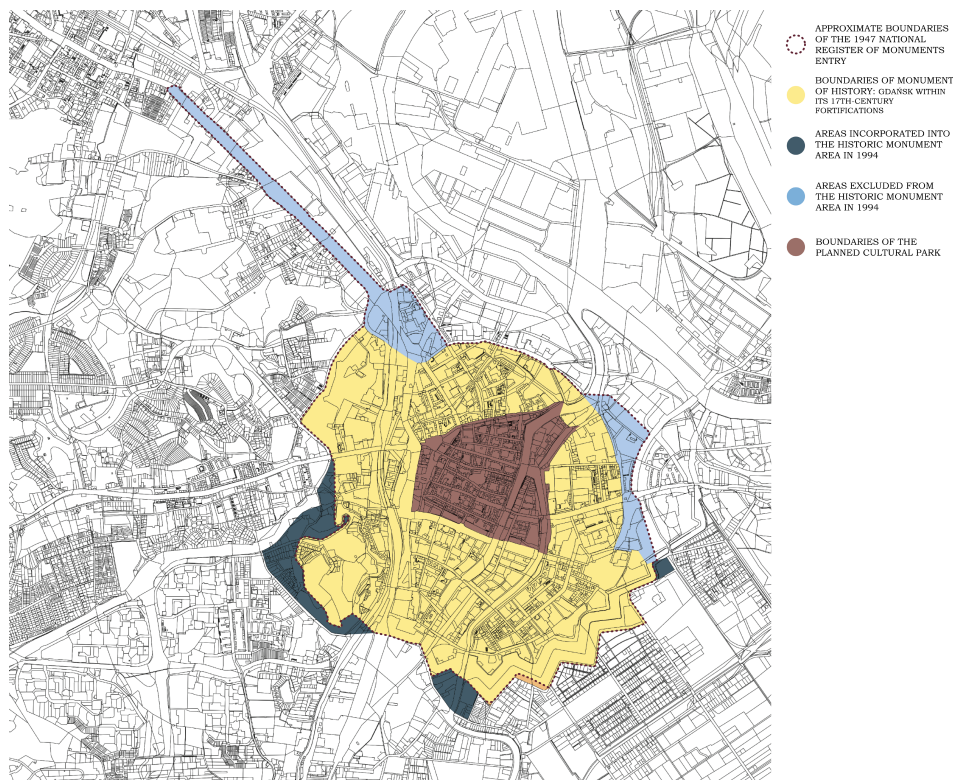 APPROXIMATE BOUNDARIES
OF THE 1947 NATIONAL
REGISTER OF MONUMENTS
ENTRY
BOUNDARIES OF MONUMENT
OF HISTORY: GDAŃSK WITHIN
ITS 17TH-CENTURY
FORTIFICATIONS
AREAS INCORPORATED INTO
THE HISTORIC MONUMENT
AREA IN 1994
AREAS EXCLUDED FROM
THE HISTORIC MONUMENT
AREA IN 1994
BOUNDARIES OF THE
PLANNED CULTURAL PARK